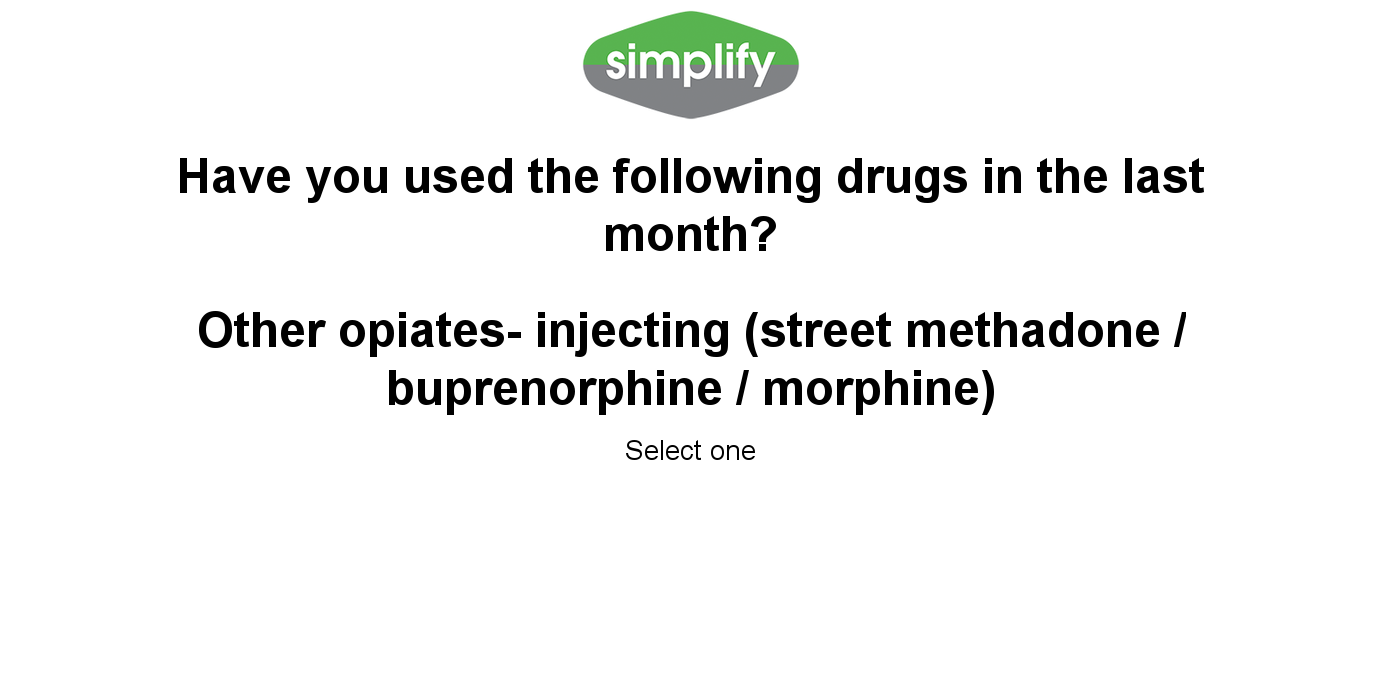 simplify
Have you used the following drugs in the last
month?
Other opiates- injecting (street methadone /
buprenorphine / morphine)
Select one